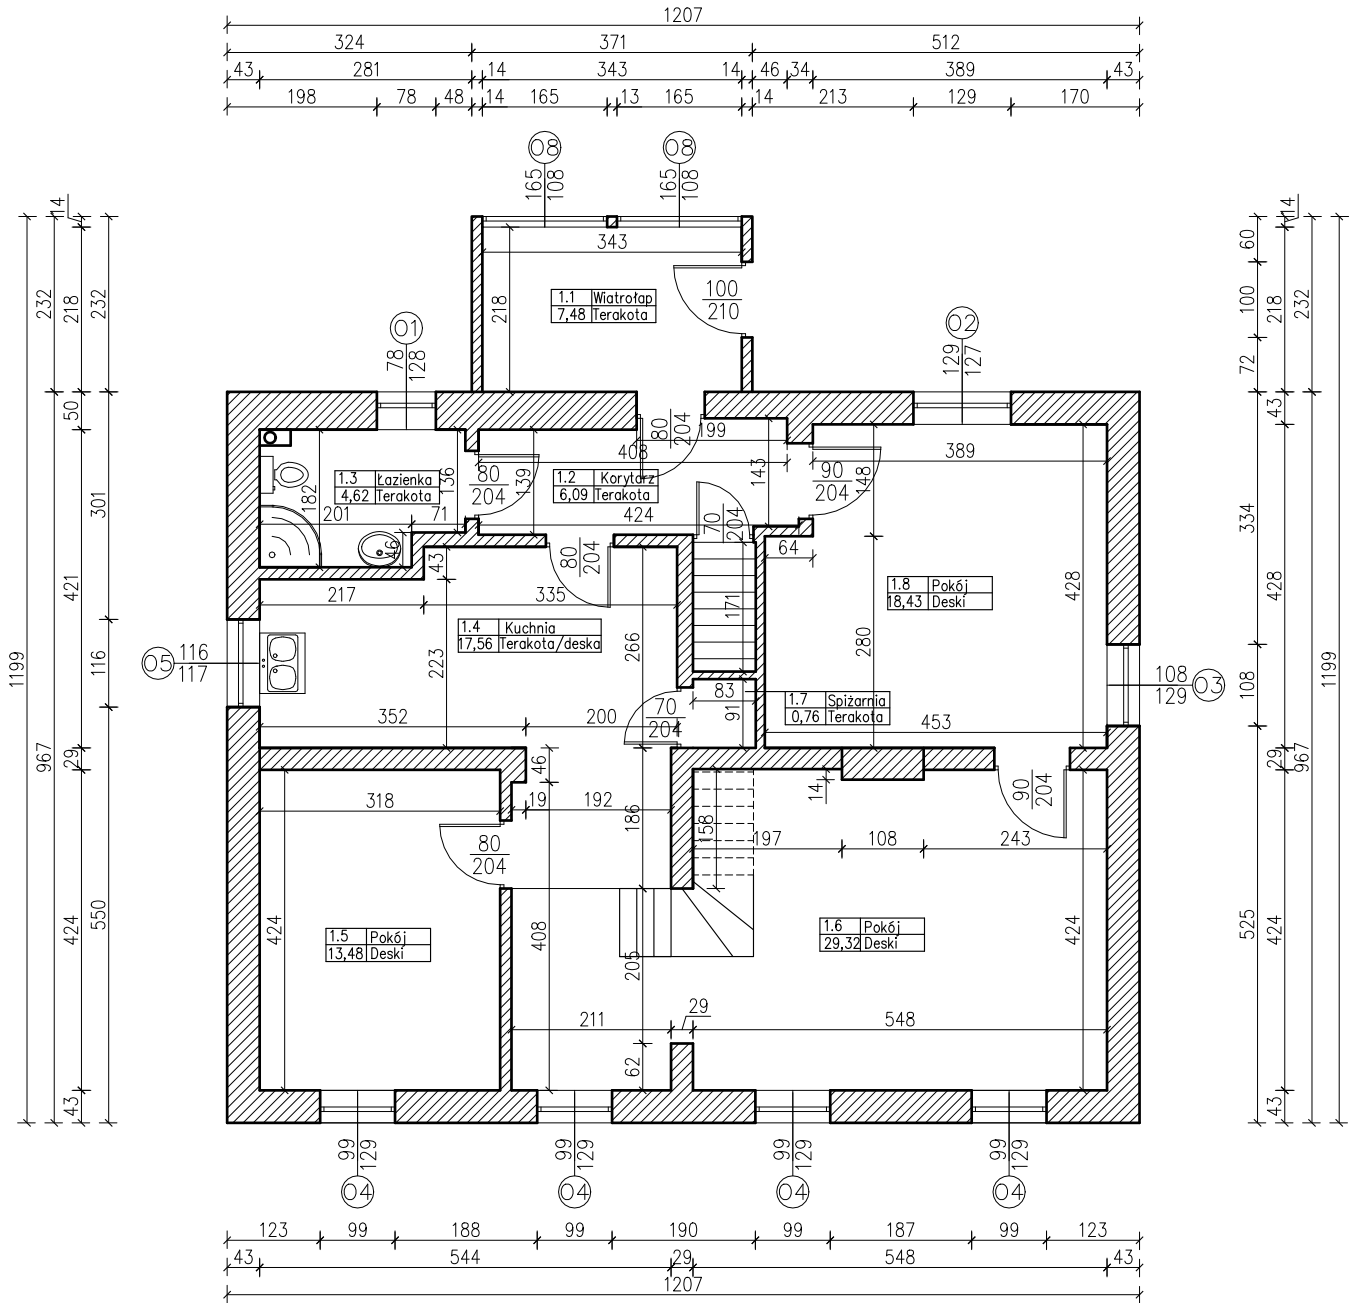 1207
324 371 512
43 281 14 343 14 46 34 389 43
198 78 48 14 165 13 165 14 213 129 170
O8 O8
165 108 165 108
14 14
343
60
232 218 232 218
1.1 Wiatrołap
7,48 Terakota
100
210
100 218 232
O1 O2
78 128 129 127
72
50 43
80 204 199
408 389
1.3 Łazienka
4,62 Terakota
136
182
80
204
139
1.2 Korytarz
6,09 Terakota
143
90
204
148
201 71 424
70 204
301 334
46 43 80 204 64
421 217 335 171
1.8 Pokój
18,43 Deski
428 428
1.4 Kuchnia
17,56 Terakota/deska
223 266 280
O5 116
117
116
1199 1199
108
129 O3
108
83
91
1.7 Spiżarnia
0,76 Terakota
70
204
352 200 453
967 29 29 967
46 14 90 204
318 19 192 186 158
197 108 243
80
204
550 424 424 525 424 424
1.5 Pokój
13,48 Deski
1.6 Pokój
29,32 Deski
408 205
211 29 548
62
43 43
99 129 99 129 99 129 99 129
O4 O4 O4 O4
123 99 188 99 190 99 187 99 123
43 544 29 548 43
1207